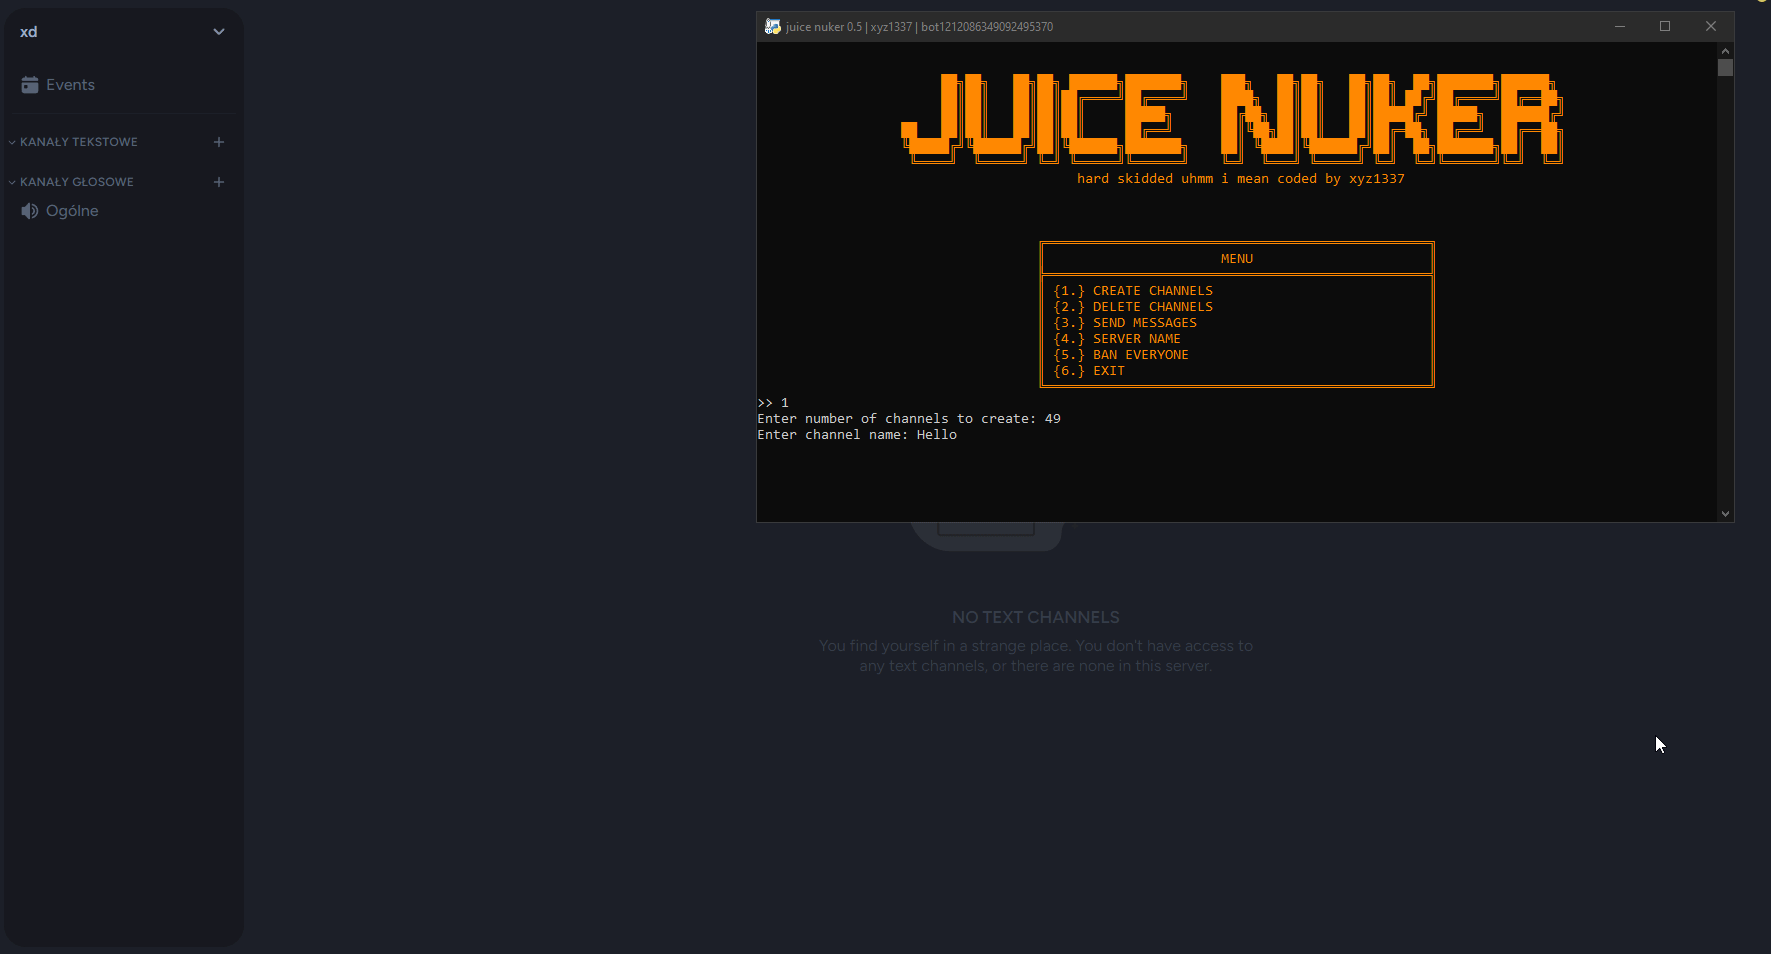 xd
Events
KANAŁY TEKSTOWE
KANAŁY GŁOSOWE
Ogólne
juice nuker 0.5 | xyz1337 | bot1212086349092495370
JUICE NUKER
hard skidded uhmm i mean coded by xyz1337
MENU
{1.} CREATE CHANNELS
{2.} DELETE CHANNELS
{3.} SEND MESSAGES
{4.} SERVER NAME
{5.} BAN EVERYONE
{6.} EXIT
>> 1
Enter number of channels to create: 49
Enter channel name: Hello
NO TEXT CHANNELS
You find yourself in a strange place. You don't have access to
any text channels, or there are none in this server.